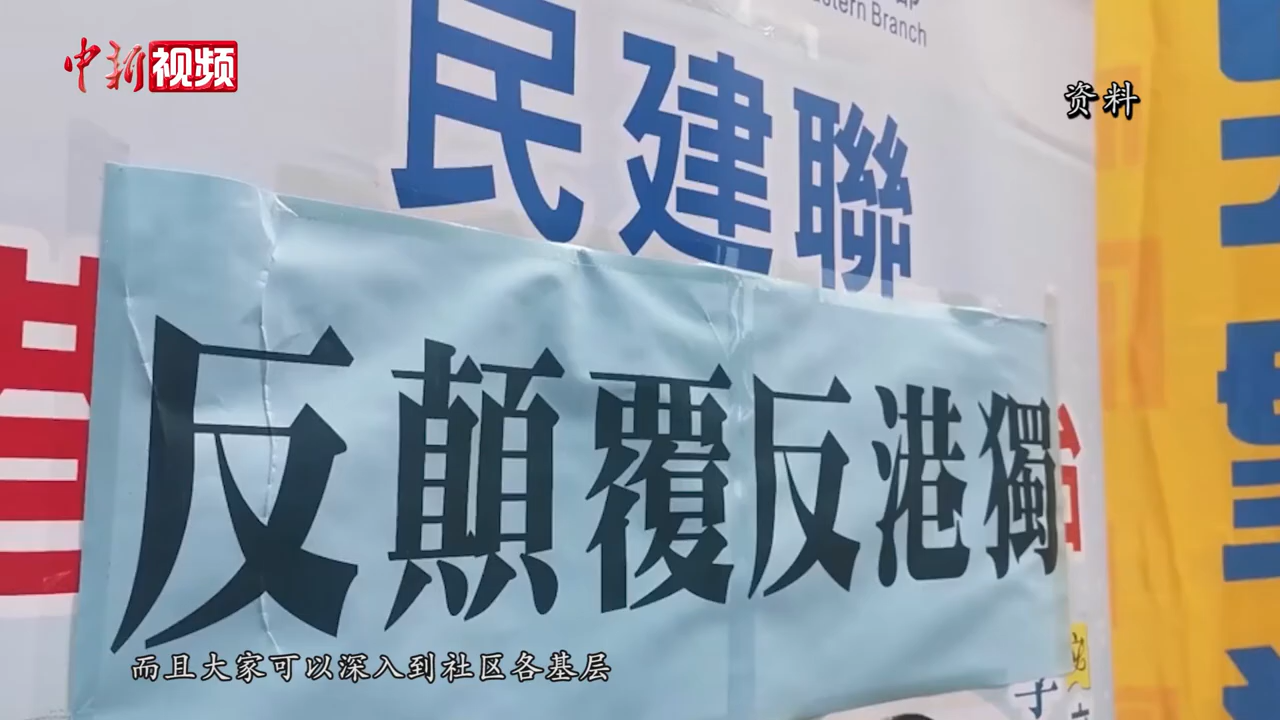 中新视频
资料
Eastern Branch
民建聯
反顛覆反港獨
而且大家可以深入到社区各基层